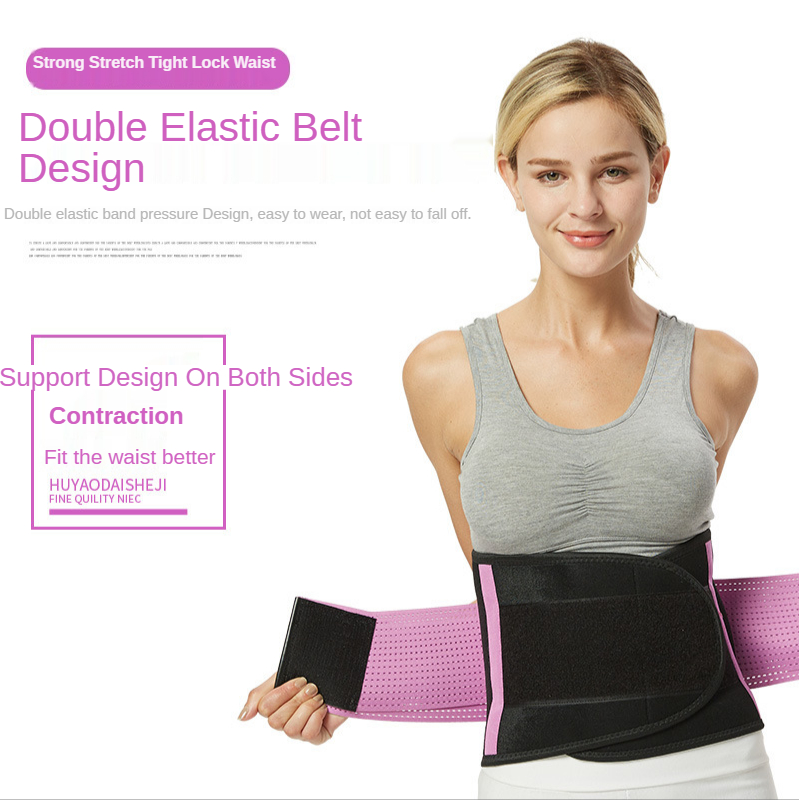 Strong Stretch Tight Lock Waist
Double Elastic Belt
Design
Double elastic band pressure Design, easy to wear, not easy to fall off.
Support Design On Both Sides
Contraction
Fit the waist better
HUYAODAISHEJI
FINE QUILITY NIEC